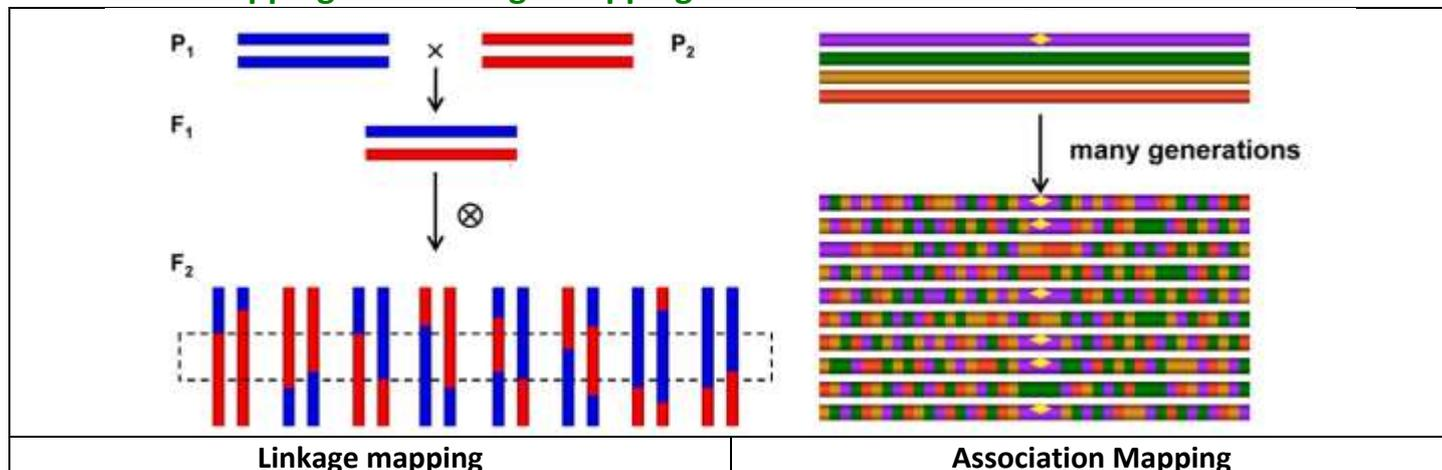 P1
×
P2
F1
⊗
F2
many generations
Linkage mapping
Association Mapping